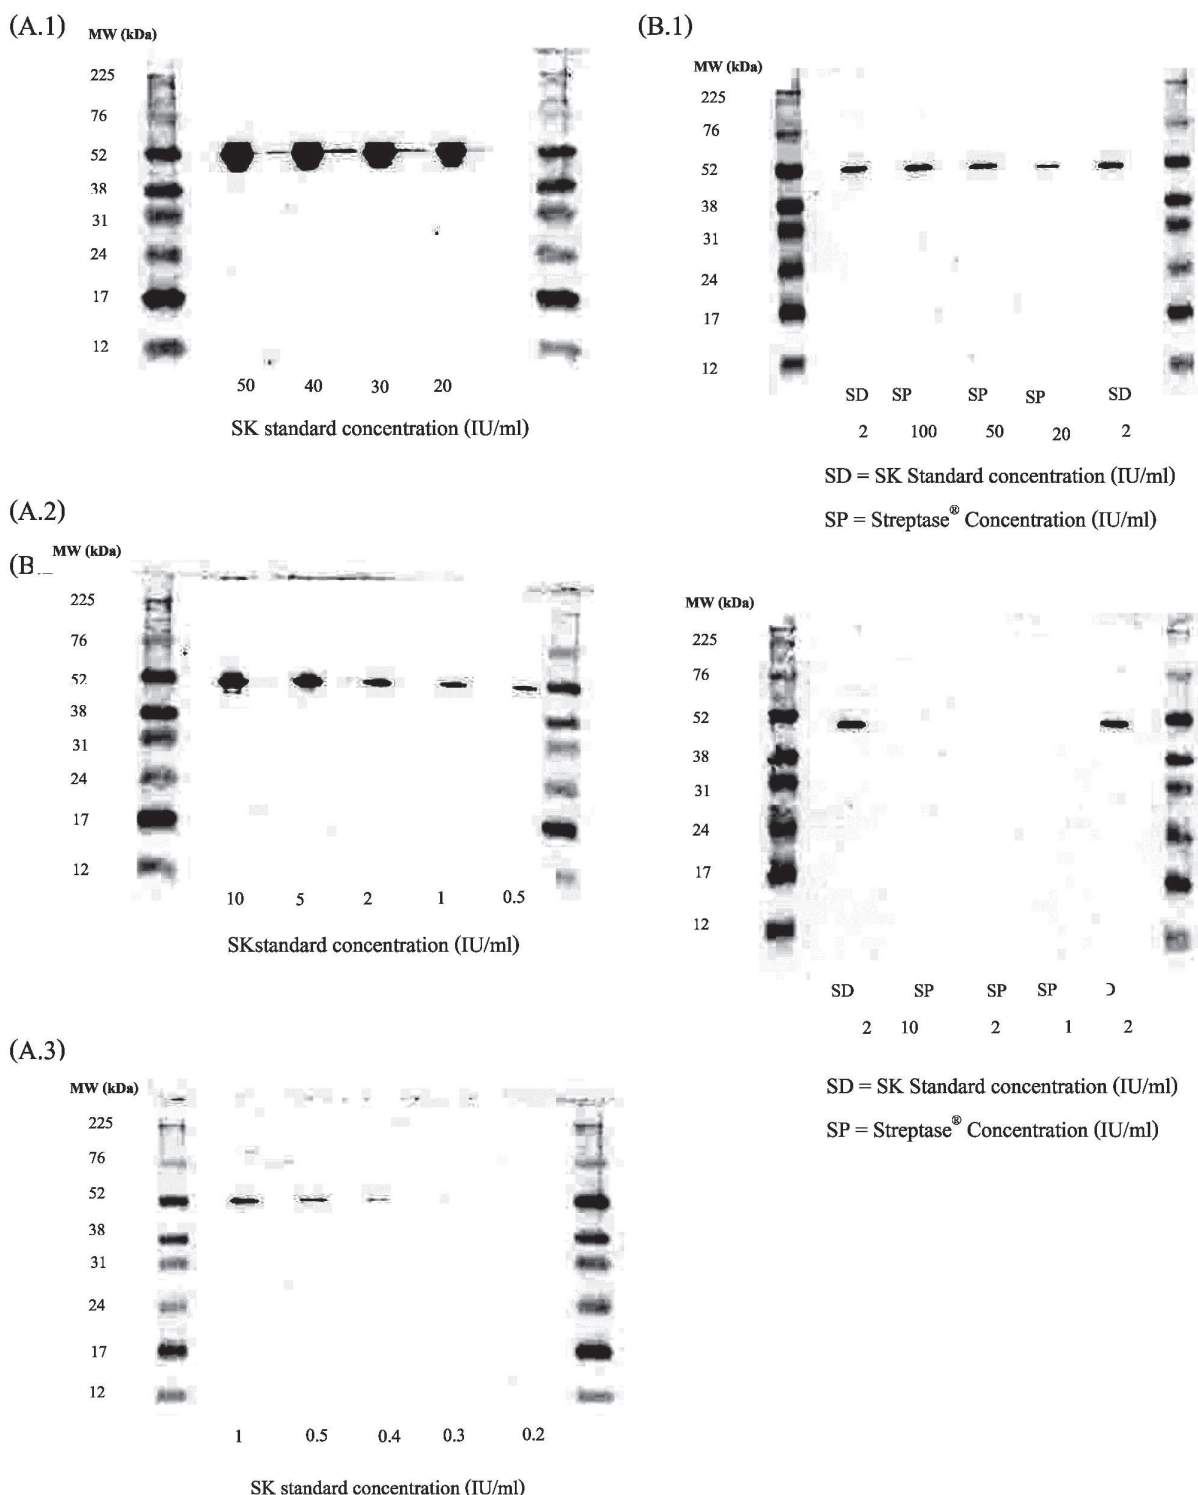 (A.1)
MW (kDa)
225
76
52
38
31
24
17
12
50 40 30 20
SK standard concentration (IU/ml)
(B.1)
MW (kDa)
225
76
52
38
31
24
17
12
SD SP SP SP SD
2 100 50 20 2
SD = SK Standard concentration (IU/ml)
SP = Streptase® Concentration (IU/ml)
(A.2)
(B
MW (kDa)
225
76
52
38
31
24
17
12
10 5 2 1 0.5
SKstandard concentration (IU/ml)
MW (kDa)
225
76
52
38
31
24
17
12
SD SP SP SP
2 10 2 1 2
SD = SK Standard concentration (IU/ml)
SP = Streptase® Concentration (IU/ml)
(A.3)
MW (kDa)
225
76
52
38
31
24
17
12
1 0.5 0.4 0.3 0.2
SK standard concentration (IU/ml)